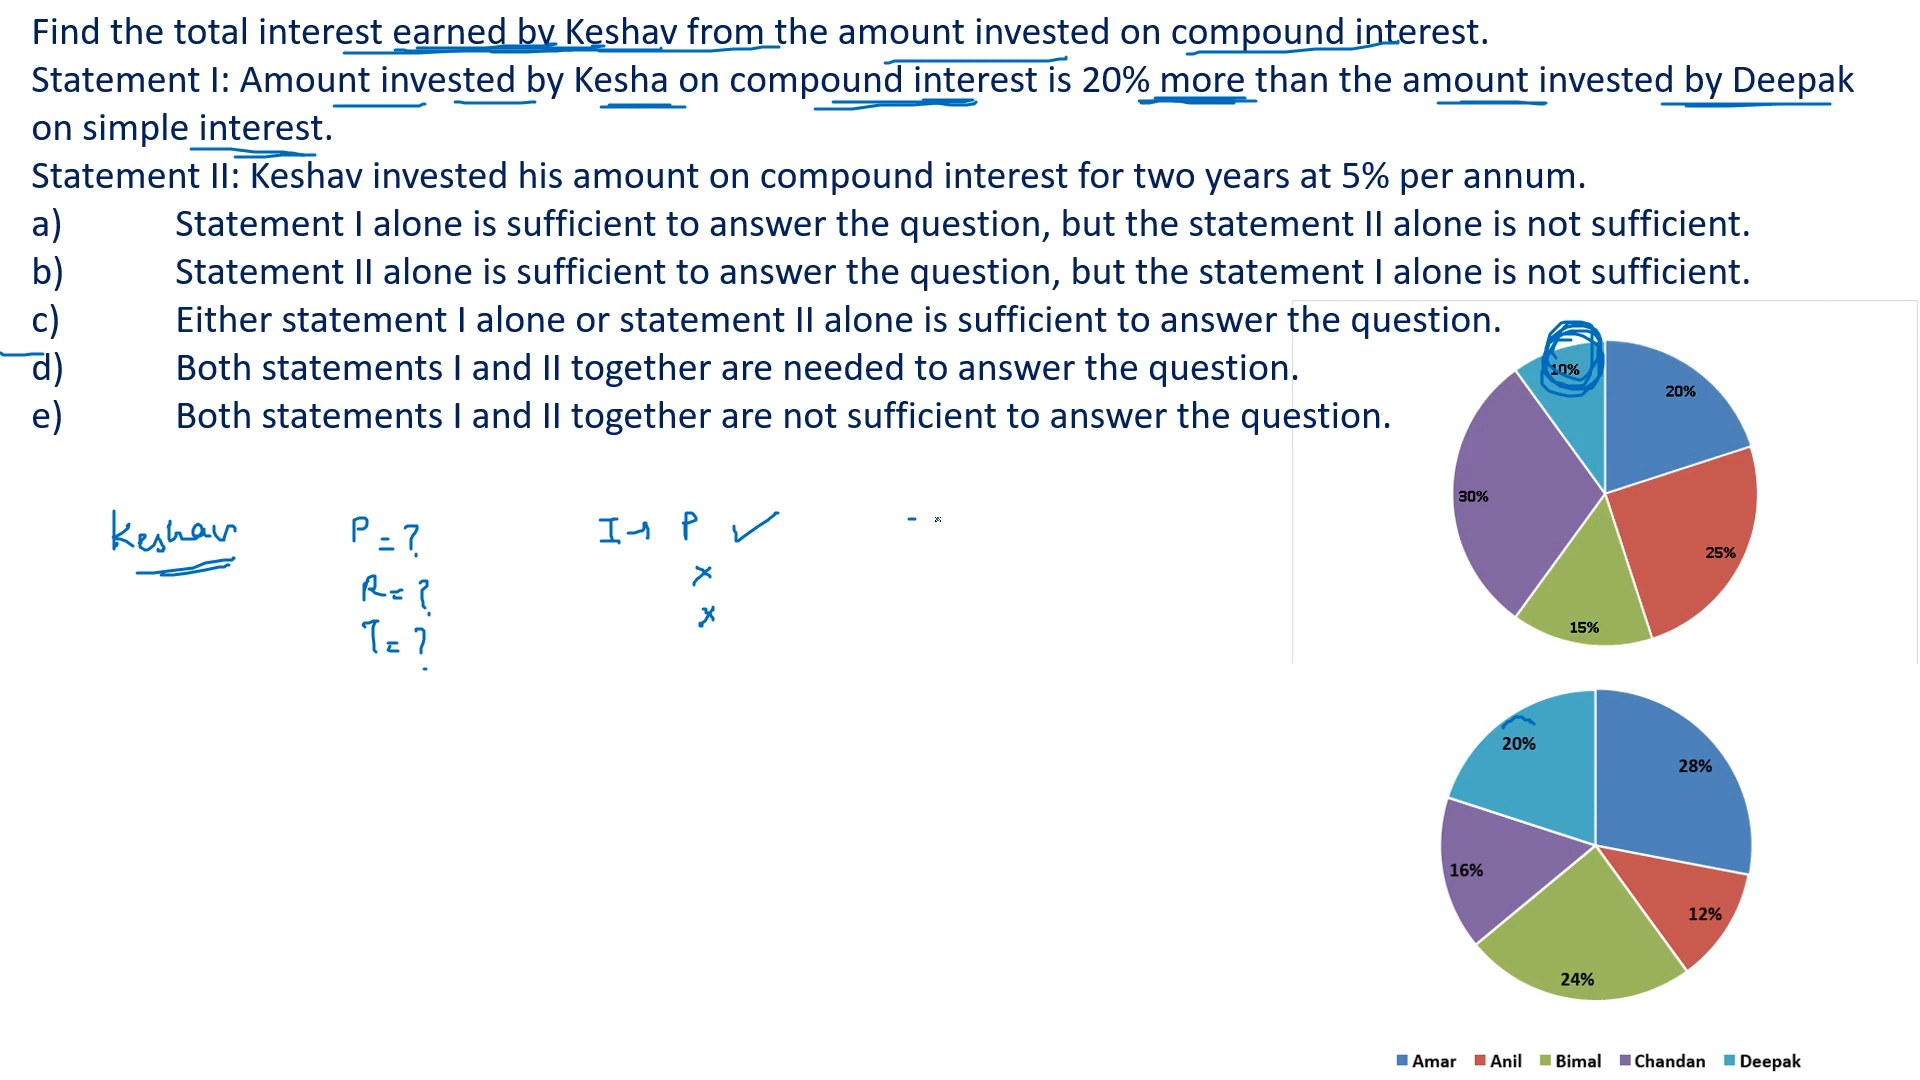 Find the total interest earned by Keshav from the amount invested on compound interest.
Statement I: Amount invested by Kesha on compound interest is 20% more than the amount invested by Deepak
on simple interest.
Statement II: Keshav invested his amount on compound interest for two years at 5% per annum.
a) Statement I alone is sufficient to answer the question, but the statement II alone is not sufficient.
b) Statement II alone is sufficient to answer the question, but the statement I alone is not sufficient.
c) Either statement I alone or statement II alone is sufficient to answer the question.
d) Both statements I and II together are needed to answer the question.
e) Both statements I and II together are not sufficient to answer the question.
10%
20%
30%
25%
15%
Keshav P = ? I → P ✓
R = ? x
T = ? x
20%
28%
16%
12%
24%
Amar Anil Bimal Chandan Deepak